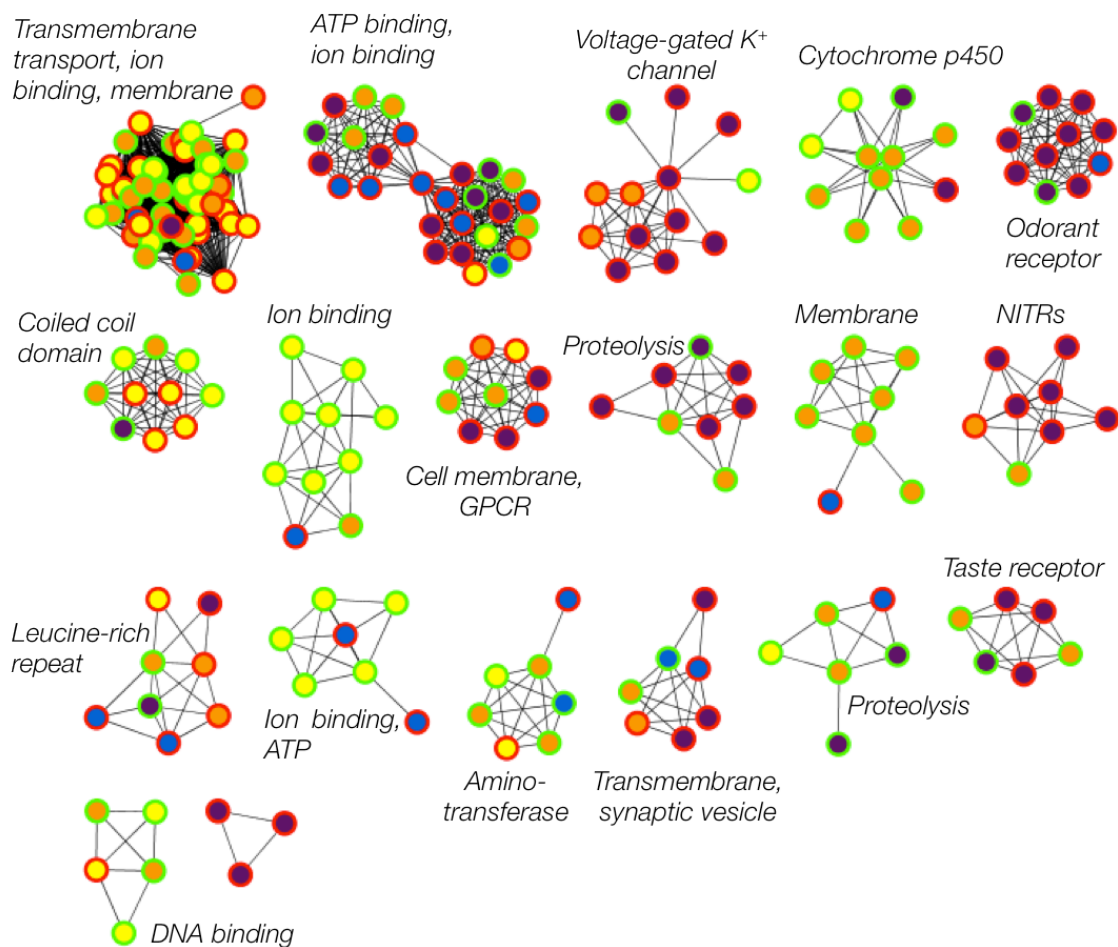 Transmembrane
transport, ion
binding, membrane
ATP binding,
ion binding
Voltage-gated K⁺
channel
Cytochrome p450
Odorant
receptor
Coiled coil
domain
Ion binding
Cell membrane,
GPCR
Proteolysis
Membrane
NITRs
Leucine-rich
repeat
Ion binding,
ATP
Amino-
transferase
Transmembrane,
synaptic vesicle
Proteolysis
Taste receptor
DNA binding